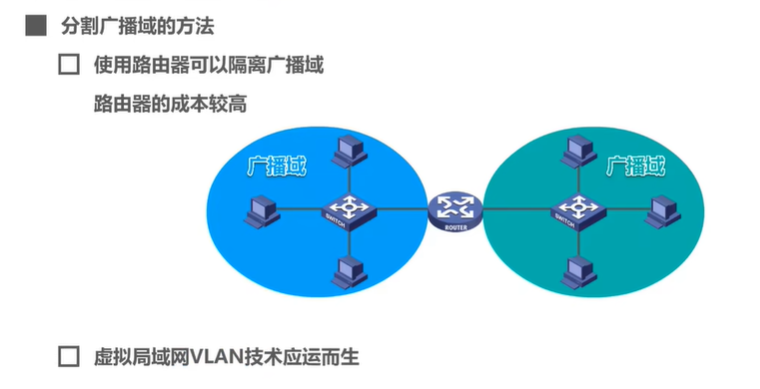 分割广播域的方法
使用路由器可以隔离广播域
路由器的成本较高
广播域
广播域
SWITCH
ROUTER
SWITCH
虚拟局域网VLAN技术应运而生